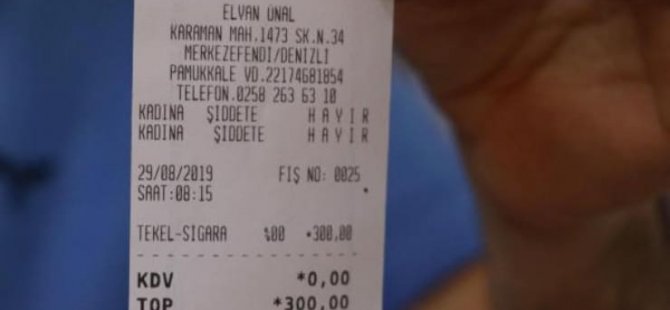 ELVAN ÜNAL
KARAMAN MAH.1473 SK.N.34
MERKEZEFENDİ/DENİZLİ
PAMUKKALE VD.22174681854
TELEFON.0258 263 63 10
KADINA ŞİDDETE HAYIR
KADINA ŞİDDETE HAYIR
29/08/2019 FİŞ NO: 0025
SAAT:08:15
TEKEL-SİGARA %00 *300,00
KDV *0,00
TOP *300,00